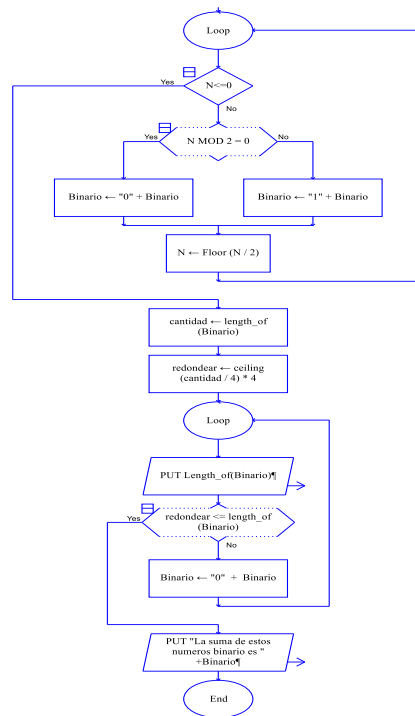 Loop
Yes
N<=0
No
Yes
N MOD 2 = 0
No
Binario ← "0" + Binario
Binario ← "1" + Binario
N ← Floor (N / 2)
cantidad ← length_of
(Binario)
redondear ← ceiling
(cantidad / 4) * 4
Loop
PUT Length_of(Binario)¶
Yes
redondear <= length_of
(Binario)
No
Binario ← "0" + Binario
PUT "La suma de estos
numeros binario es "
+Binario¶
End